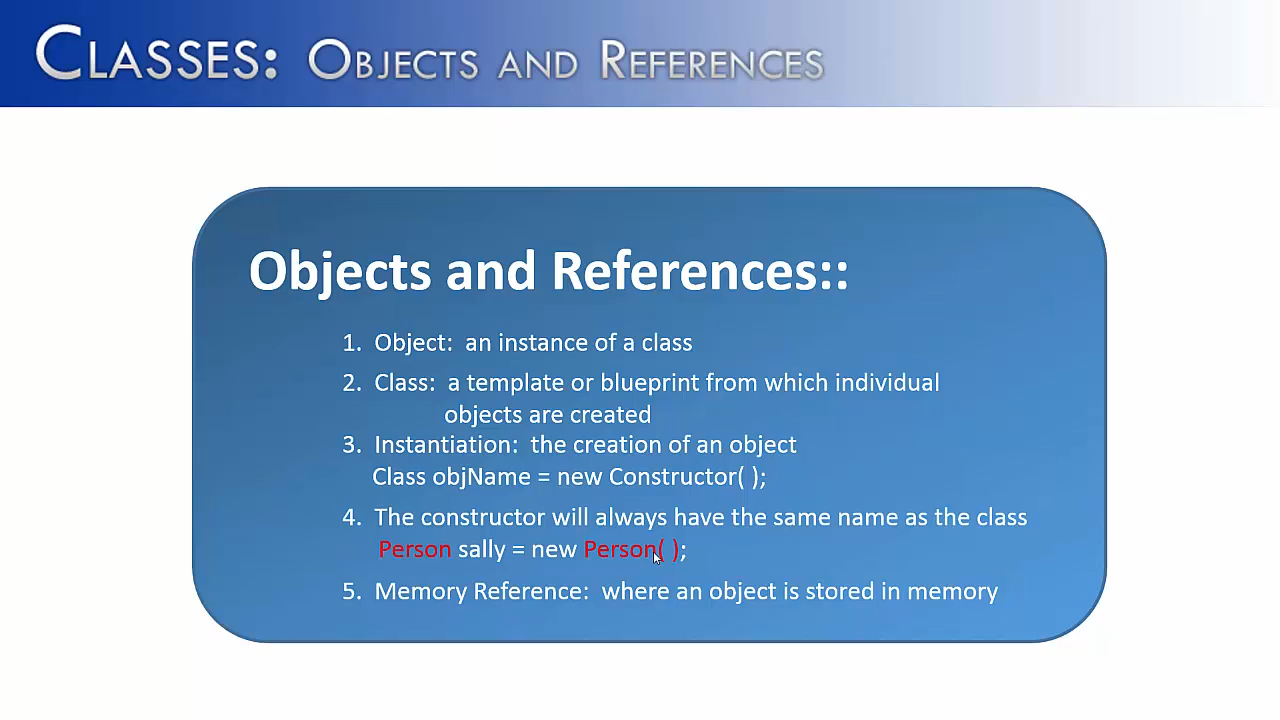 CLASSES: OBJECTS AND REFERENCES
Objects and References::
1. Object: an instance of a class
2. Class: a template or blueprint from which individual
objects are created
3. Instantiation: the creation of an object
Class objName = new Constructor( );
4. The constructor will always have the same name as the class
Person sally = new Person( );
5. Memory Reference: where an object is stored in memory